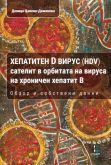 ХЕПАТИТЕН D ВИРУС (HDV)
САТЕЛИТ В ОРБИТАТА НА ВИРУСА
НА ХРОНИЧЕН ХЕПАТИТ B
Обзор и собствени данни